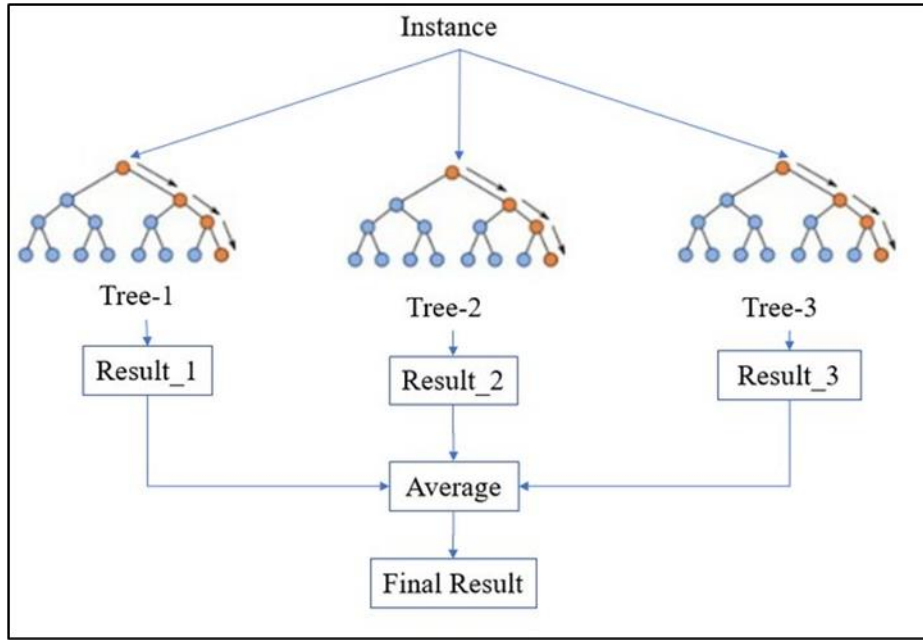 Instance
Tree-1
Tree-2
Tree-3
Result_1
Result_2
Result_3
Average
Final Result